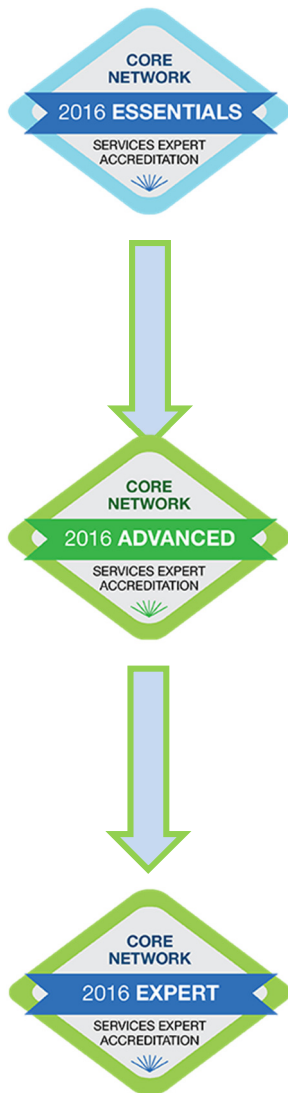 CORE
NETWORK
2016 ESSENTIALS
SERVICES EXPERT
ACCREDITATION
CORE
NETWORK
2016 ADVANCED
SERVICES EXPERT
ACCREDITATION
CORE
NETWORK
2016 EXPERT
SERVICES EXPERT
ACCREDITATION